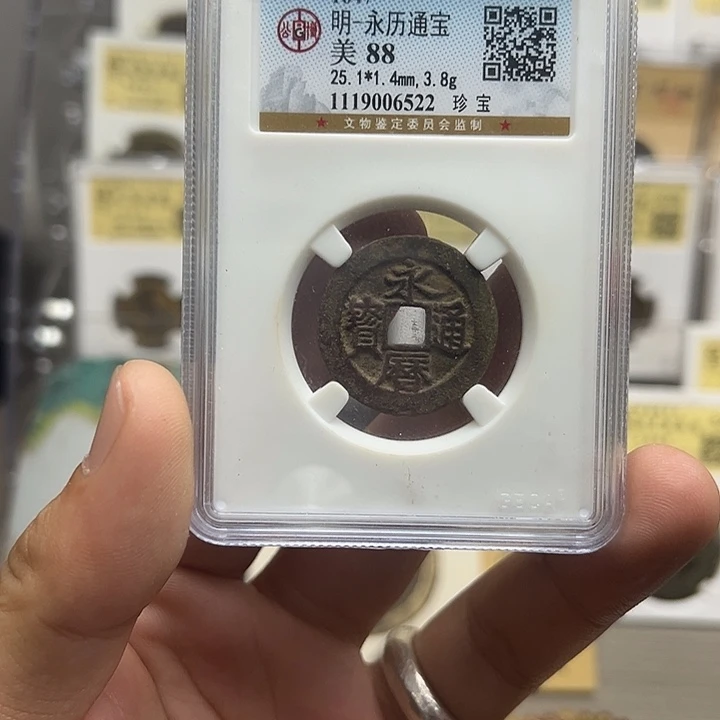 明-永历通宝
美 88
25.1*1.4mm, 3.8g
1119006522 珍宝
★ 文物鉴定委员会监制 ★
永曆通寳